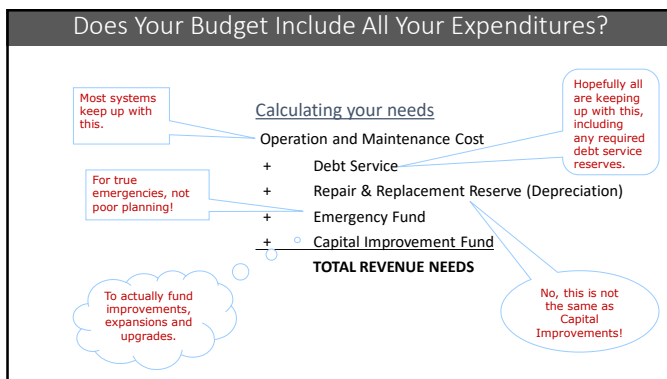 Does Your Budget Include All Your Expenditures?
Most systems
keep up with
this.
Hopefully all
are keeping
up with this,
including
any required
debt service
reserves.
Calculating your needs
Operation and Maintenance Cost
+ Debt Service
For true
emergencies, not
poor planning!
+ Repair & Replacement Reserve (Depreciation)
+ Emergency Fund
+ Capital Improvement Fund
TOTAL REVENUE NEEDS
To actually fund
improvements,
expansions and
upgrades.
No, this is not
the same as
Capital
Improvements!